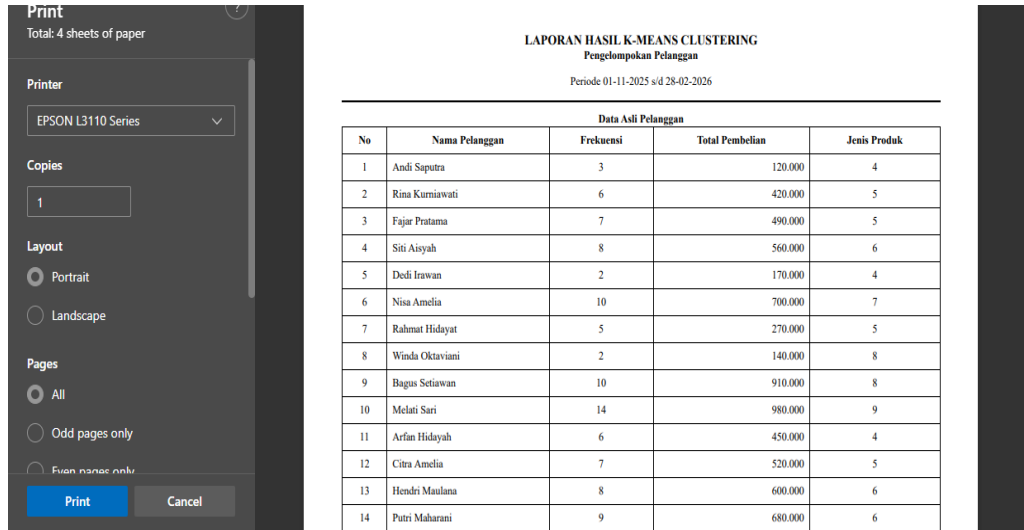 Print
?
Total: 4 sheets of paper
Printer
EPSON L3110 Series
Copies
1
Layout
Portrait
Landscape
Pages
All
Odd pages only
Even pages only
Print Cancel
LAPORAN HASIL K-MEANS CLUSTERING
Pengelompokan Pelanggan
Periode 01-11-2025 s/d 28-02-2026
Data Asli Pelanggan
No Nama Pelanggan Frekuensi Total Pembelian Jenis Produk
1 Andi Saputra 3 120.000 4
2 Rina Kurniawati 6 420.000 5
3 Fajar Pratama 7 490.000 5
4 Siti Aisyah 8 560.000 6
5 Dedi Irawan 2 170.000 4
6 Nisa Amelia 10 700.000 7
7 Rahmat Hidayat 5 270.000 5
8 Winda Oktaviani 2 140.000 8
9 Bagus Setiawan 10 910.000 8
10 Melati Sari 14 980.000 9
11 Arfan Hidayah 6 450.000 4
12 Citra Amelia 7 520.000 5
13 Hendri Maulana 8 600.000 6
14 Putri Maharani 9 680.000 6